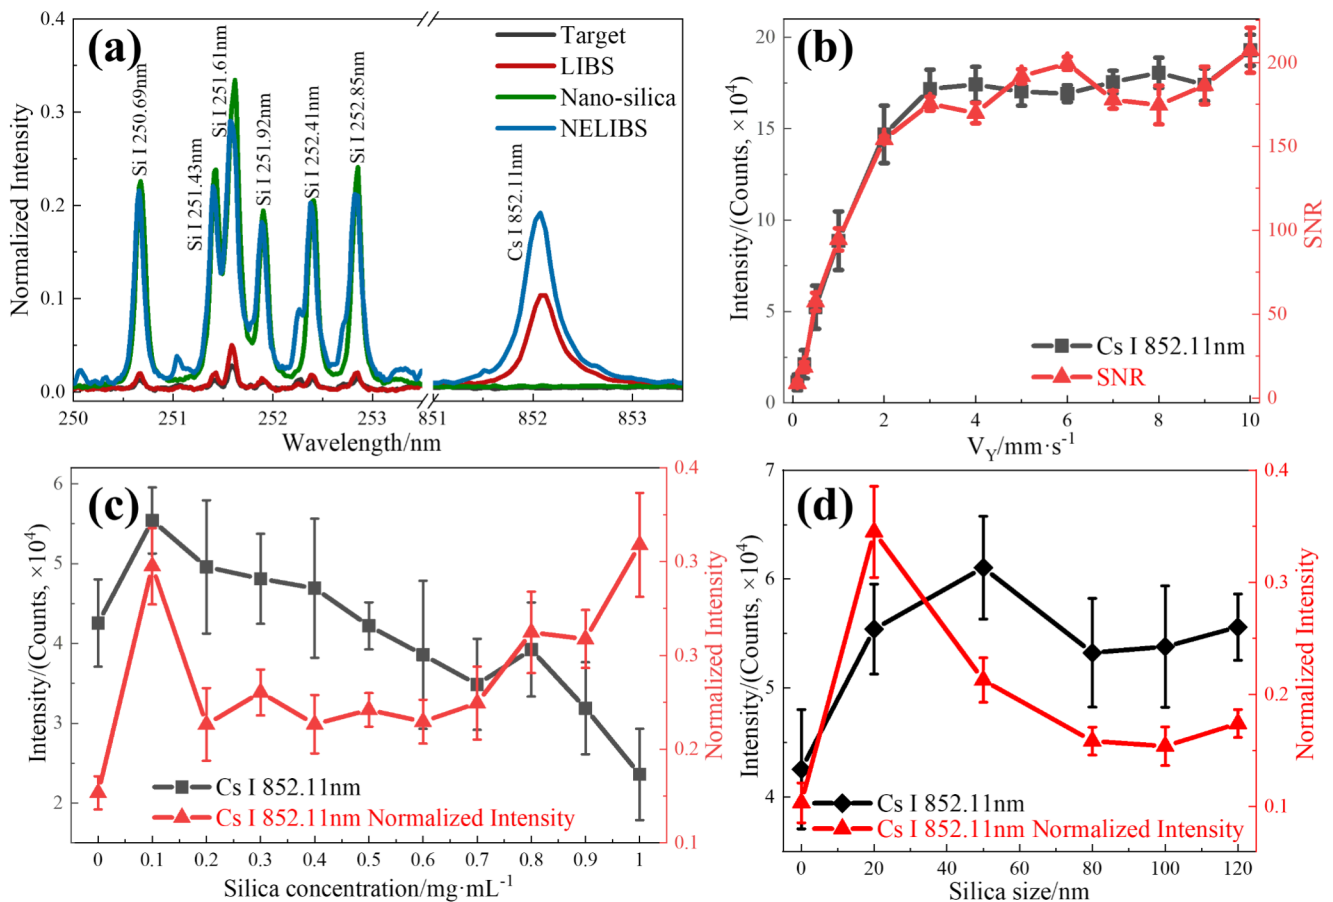 (a)
Normalized Intensity
0.4
0.3
0.2
0.1
0.0
Si I 250.69nm
Si I 251.43nm
Si I 251.61nm
Si I 251.92nm
Si I 252.41nm
Si I 252.85nm
Cs I 852.11nm
Target
LIBS
Nano-silica
NELIBS
250 251 252 253 851 852 853
Wavelength/nm
(b)
Intensity/(Counts, ×10⁴)
20
15
10
5
0
200
150
100
50
0
SNR
Cs I 852.11nm
SNR
0 2 4 6 8 10
V_Y/mm·s⁻¹
(c)
Intensity/(Counts, ×10⁴)
6
5
4
3
2
0.4
0.3
0.3
0.2
0.2
0.1
0.1
Normalized Intensity
Cs I 852.11nm
Cs I 852.11nm Normalized Intensity
0 0.1 0.2 0.3 0.4 0.5 0.6 0.7 0.8 0.9 1
Silica concentration/mg·mL⁻¹
(d)
Intensity/(Counts, ×10⁴)
7
6
5
4
0.4
0.3
0.2
0.1
Normalized Intensity
Cs I 852.11nm
Cs I 852.11nm Normalized Intensity
0 20 40 60 80 100 120
Silica size/nm